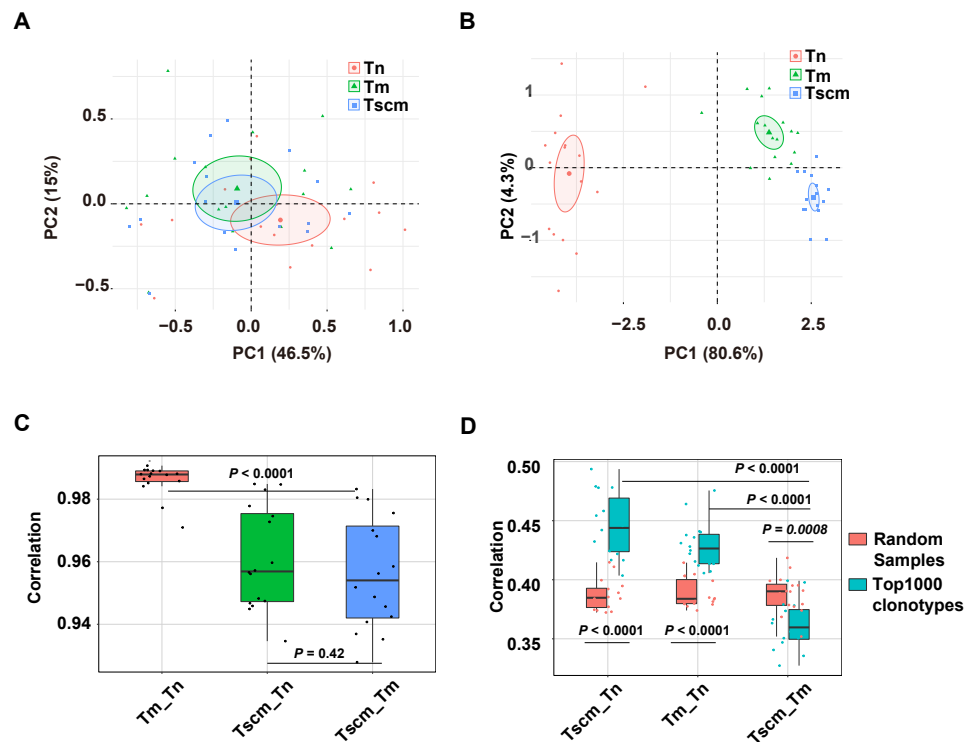 A
Tn
Tm
Tscm
0.5
0.0
−0.5
PC2 (15%)
−0.5
0.0
0.5
1.0
PC1 (46.5%)
B
Tn
Tm
Tscm
1
0
−1
PC2 (4.3%)
−2.5
0.0
2.5
PC1 (80.6%)
C
P < 0.0001
0.98
0.96
0.94
Correlation
P = 0.42
Tm_Tn
Tscm_Tn
Tscm_Tm
D
0.50
0.45
0.40
0.35
Correlation
P < 0.0001
P < 0.0001
P = 0.0008
P < 0.0001
P < 0.0001
Tscm_Tn
Tm_Tn
Tscm_Tm
Random
Samples
Top1000
clonotypes